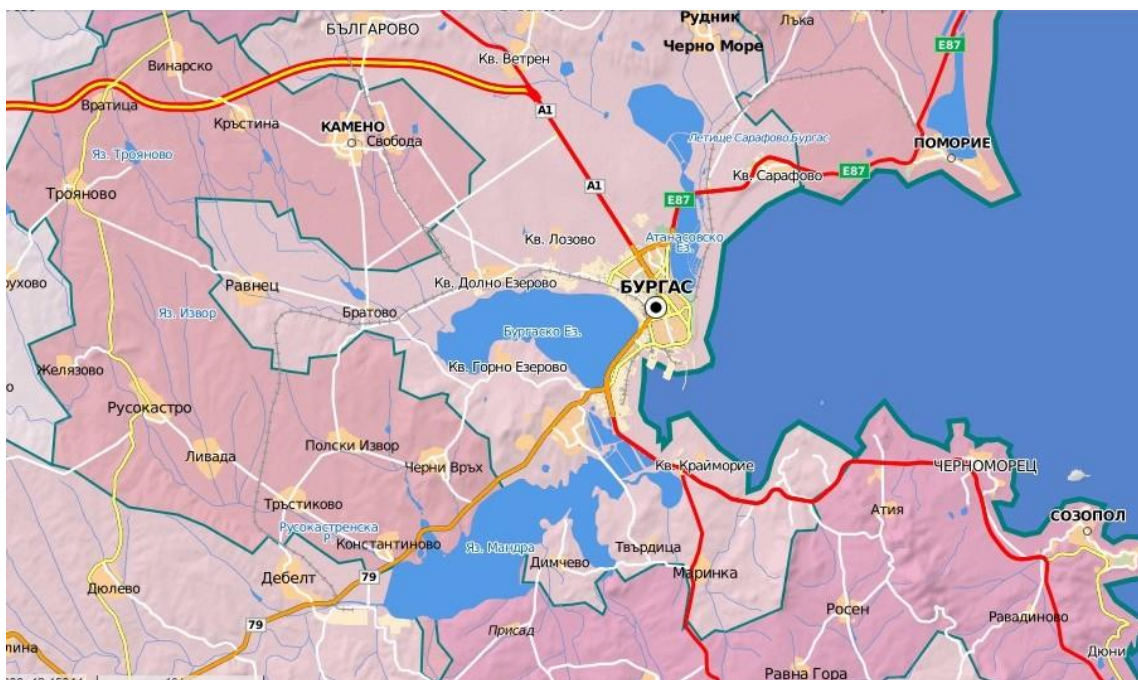 БЪЛГАРОВО
Рудник
Лъка
Черно Море
E87
Винарско
Кв. Ветрен
Вратица
A1
Кръстина
КАМЕНО
Свобода
Летище Сарафово,Бургас
ПОМОРИЕ
Яз. Трояново
Кв. Сарафово
E87
Трояново
A1
E87
Кв. Лозово
Атанасовско
Ез.
Кв. Долно Езерово
БУРГАС
Равнец
Яз. Извор
Братово
Бургаско Ез.
Желязово
Кв. Горно Езерово
Русокастро
Полски Извор
Ливада
Черни Връх
Кв. Крайморие
ЧЕРНОМОРЕЦ
Тръстиково
Атия
СОЗОПОЛ
Русокастренска
Р.
Константиново
Яз. Мандра
Твърдица
Димчево
Маринка
79
Дебелт
Дюлево
Росен
Равадиново
79
Присад
Дюни
Равна Гора